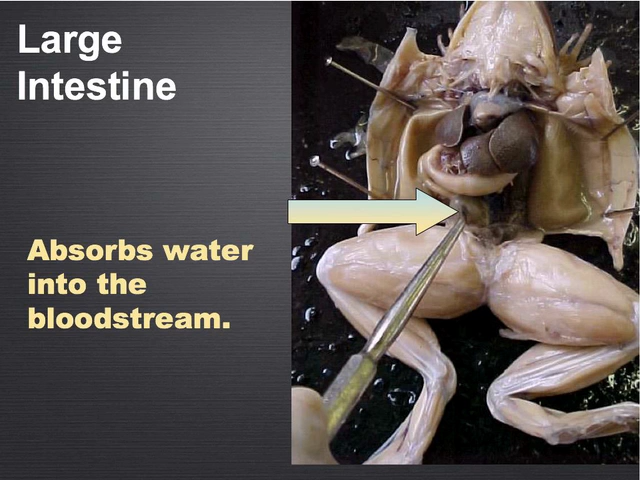 Large
Intestine
Absorbs water
into the
bloodstream.